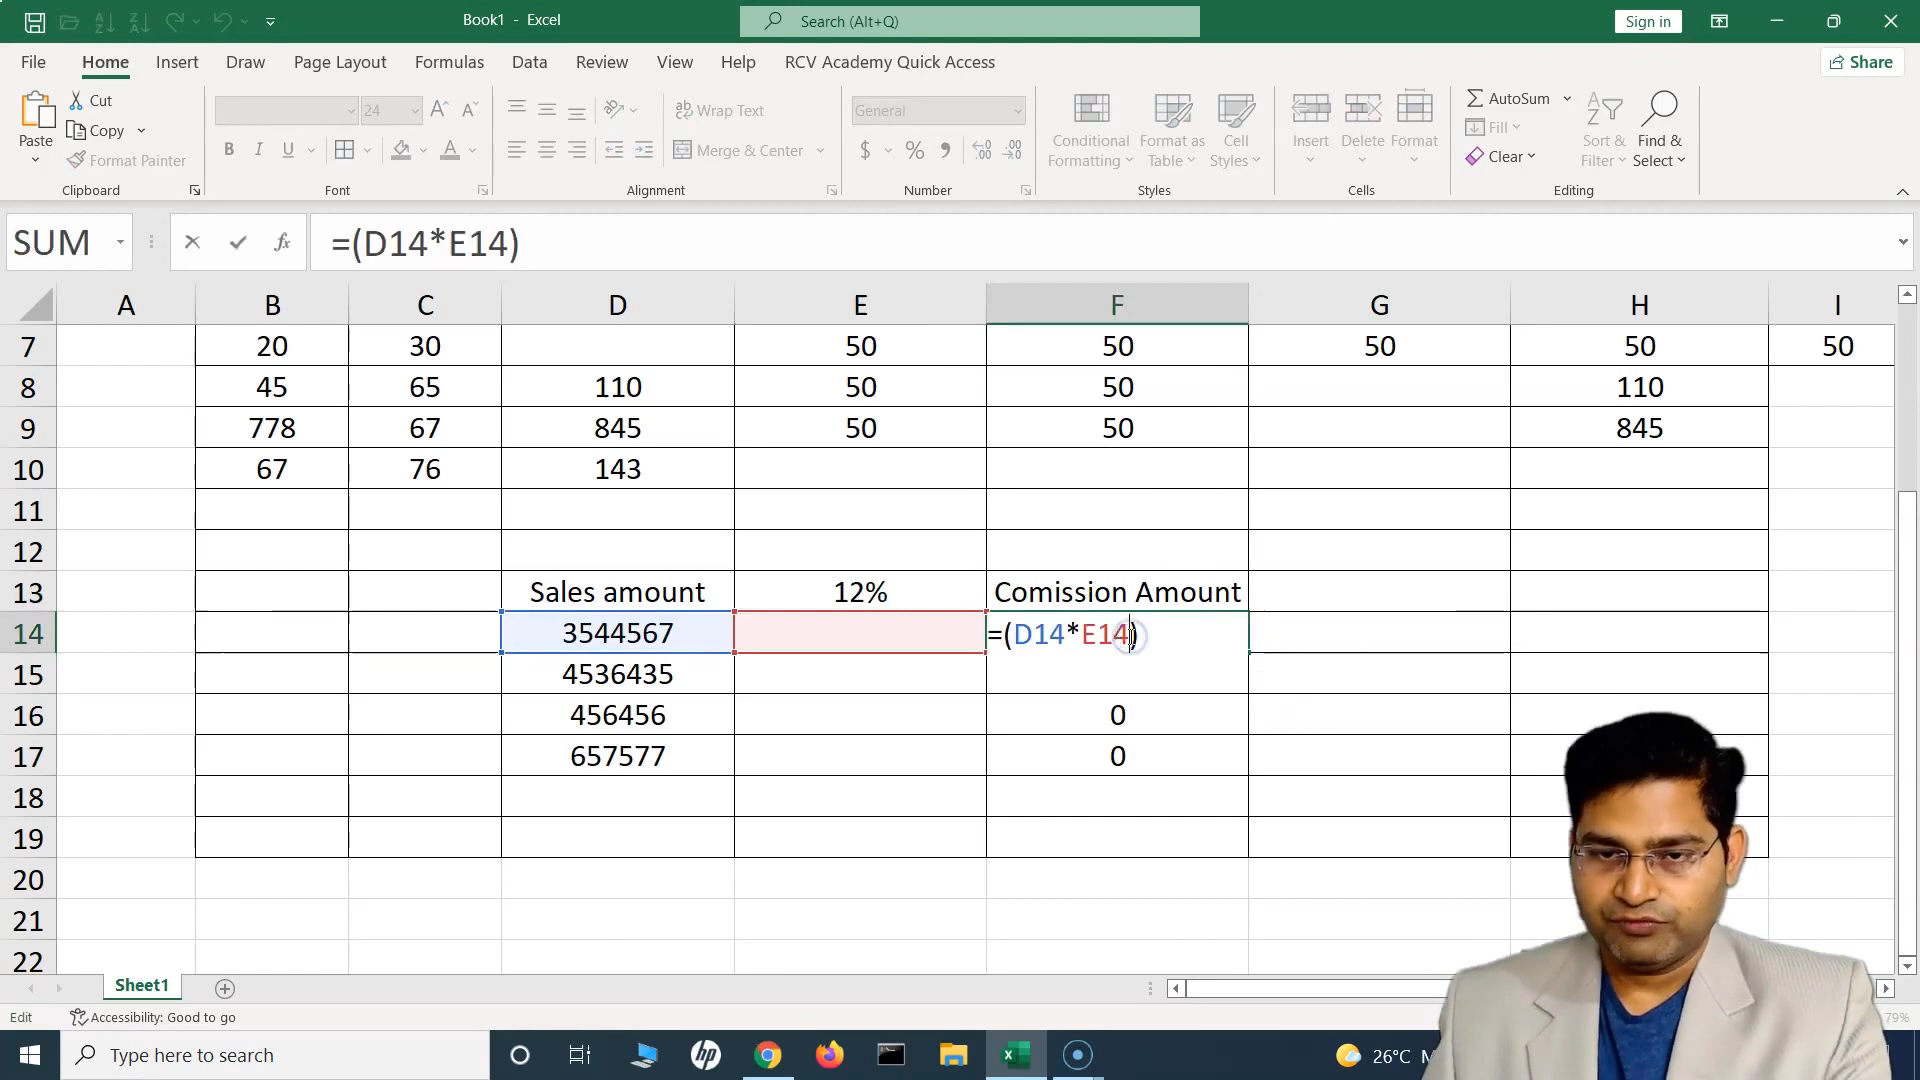 Book1 - Excel
Search (Alt+Q)
Sign in
File Home Insert Draw Page Layout Formulas Data Review View Help RCV Academy Quick Access
Share
Paste
Cut
Copy
Format Painter
Clipboard
24
B I U
Font
Wrap Text
Merge & Center
Alignment
General
$ % 9
Number
Conditional Formatting
Format as Table
Cell Styles
Styles
Insert Delete Format
Cells
AutoSum
Fill
Clear
Sort & Filter
Find & Select
Editing
SUM
fx
=(D14*E14)
A B C D E F G H I
7 20 30 50 50 50 50 50
8 45 65 110 50 50 110
9 778 67 845 50 50 845
10 67 76 143
11
12
13 Sales amount 12% Comission Amount
14 3544567 =(D14*E14)
15 4536435
16 456456 0
17 657577 0
18
19
20
21
22
Sheet1
Edit
Accessibility: Good to go
79%
Type here to search
hp
26°C